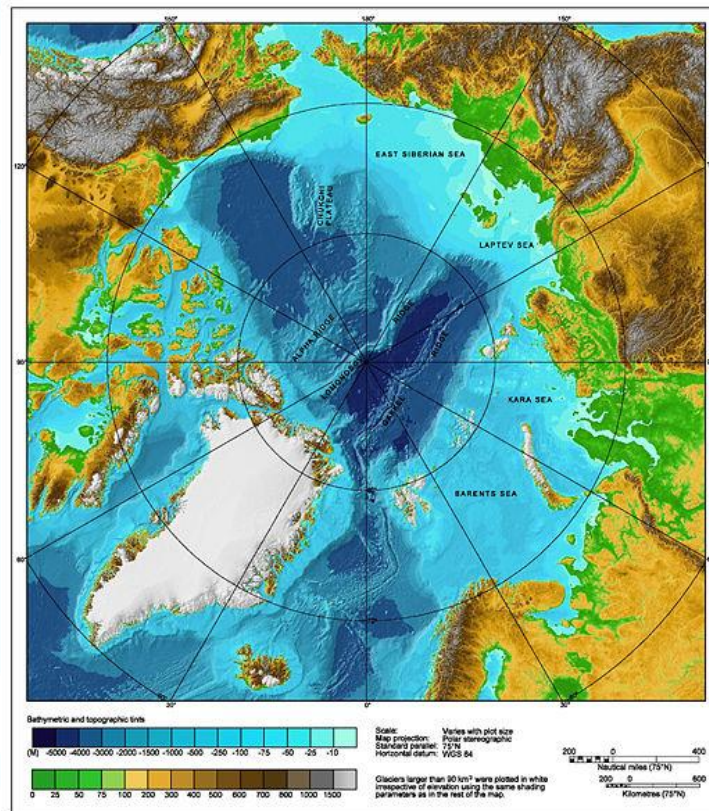 150°
180°
150°
120°
EAST SIBERIAN SEA
CHUKCHI
PLATEAU
LAPTEV SEA
ALPHA RIDGE
LOMONOSOV
RIDGE
RIDGE
90°
GAKKEL
KARA SEA
BARENTS SEA
60°
30°
0°
30°
Bathymetric and topographic tints
(M) -5000 -4000 -3000 -2000 -1500 -1000 -500 -200 -100 -50 -25 -10
0 25 50 75 100 200 300 400 500 600 700 800 1000 1500
Scale: Varies with plot size
Map projection: Polar stereographic
Standard parallel: 75°N
Horizontal datum: WGS 84
Glaciers larger than 90 km² were plotted in white
irrespective of elevation using the same shading
parameters as in the rest of the map.
200 0 400
Nautical miles (75°N)
200 0 600
Kilometres (75°N)